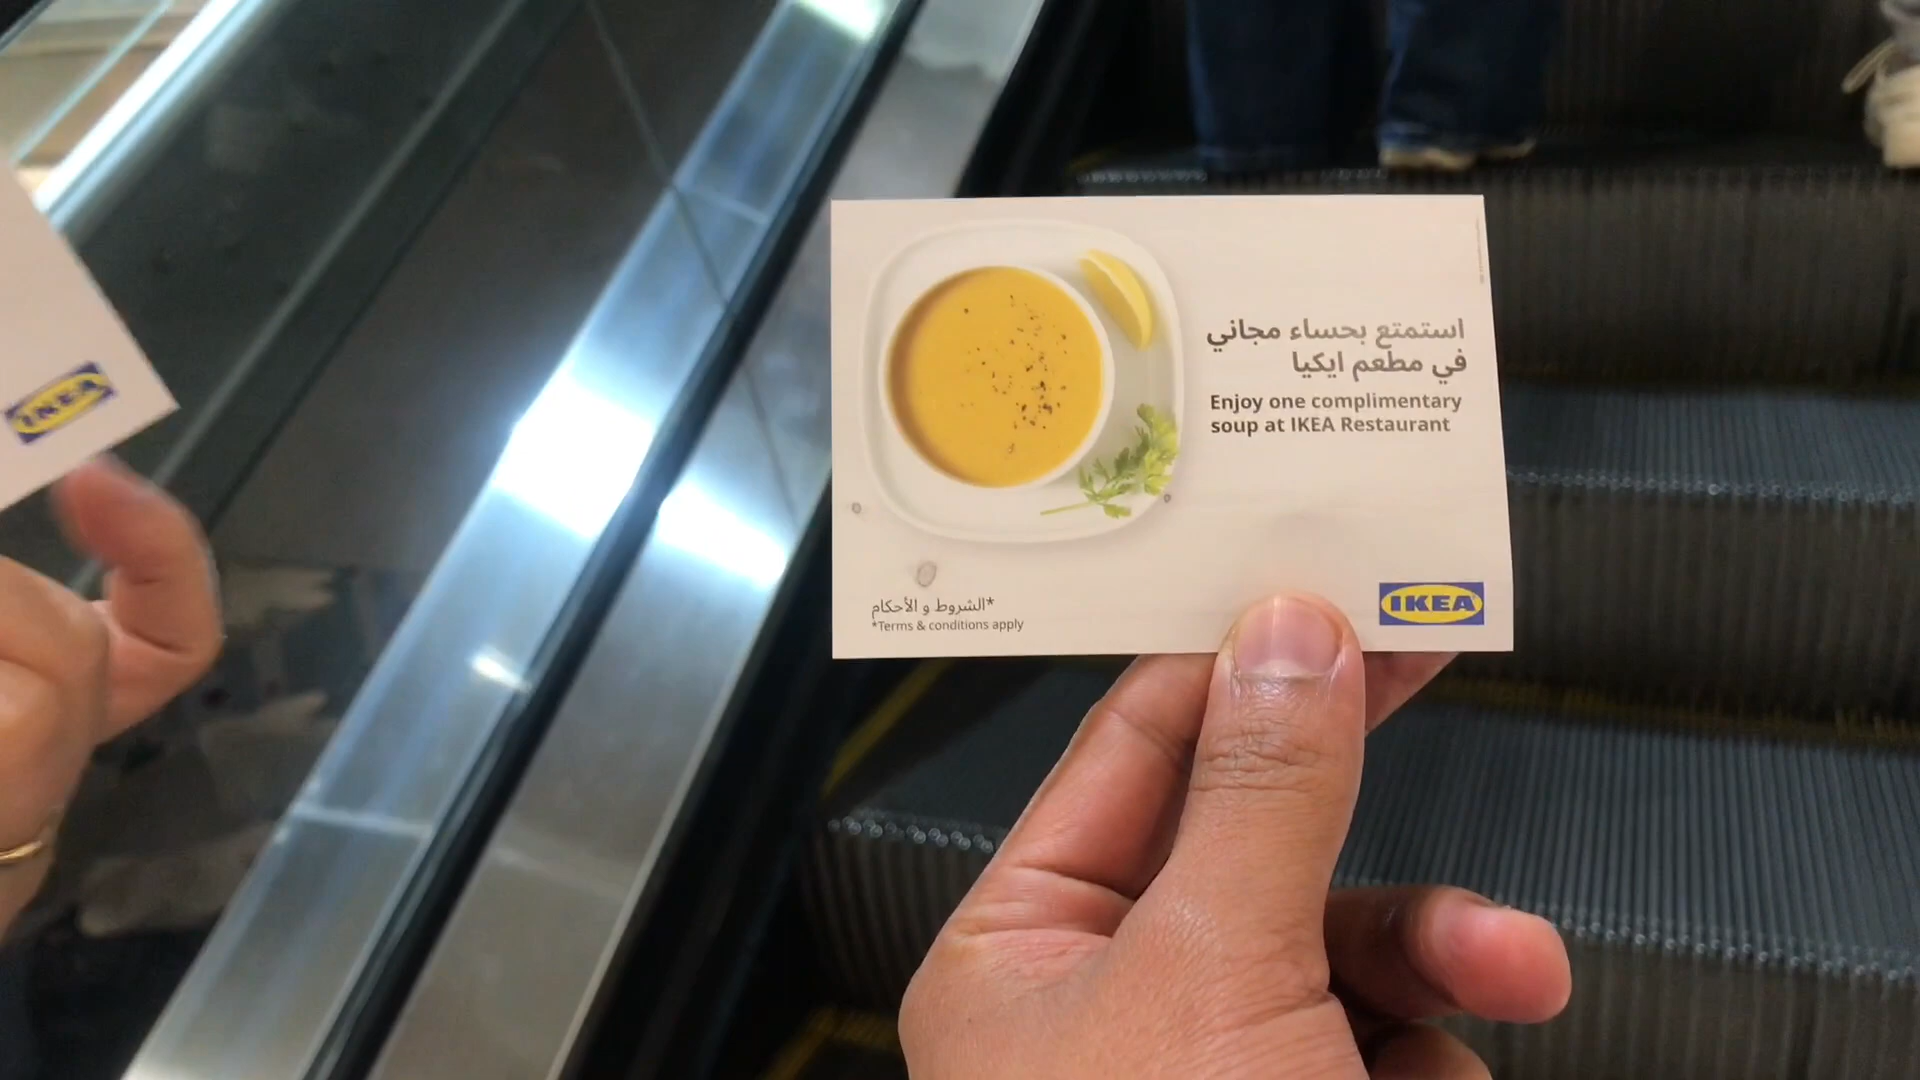 استمتع بحساء مجاني
في مطعم ايكيا
Enjoy one complimentary
soup at IKEA Restaurant
*الشروط و الأحكام
*Terms & conditions apply
IKEA
IKEA